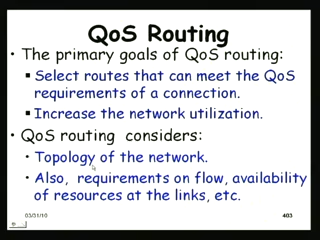 QoS Routing
• The primary goals of QoS routing:
▪ Select routes that can meet the QoS
requirements of a connection.
▪ Increase the network utilization.
• QoS routing considers:
• Topology of the network.
• Also, requirements on flow, availability
of resources at the links, etc.
03/31/10
403